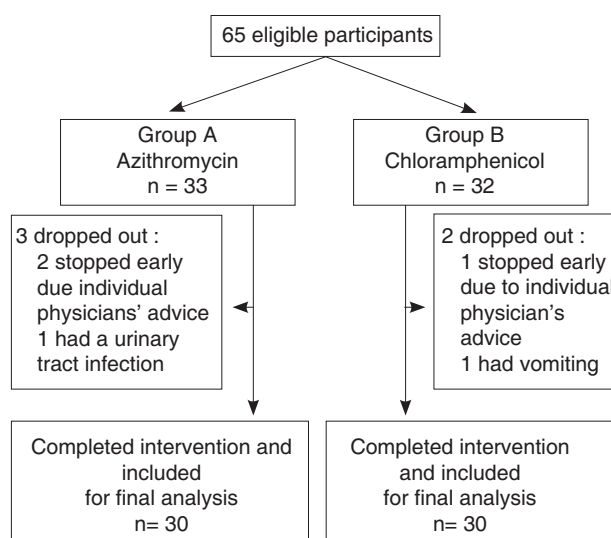 65 eligible participants
Group A
Azithromycin
n = 33
Group B
Chloramphenicol
n = 32
3 dropped out :
2 stopped early
due individual
physicians' advice
1 had a urinary
tract infection
2 dropped out :
1 stopped early
due to individual
physician's
advice
1 had vomiting
Completed intervention and
included
for final analysis
n= 30
Completed intervention
and included
for final analysis
n= 30